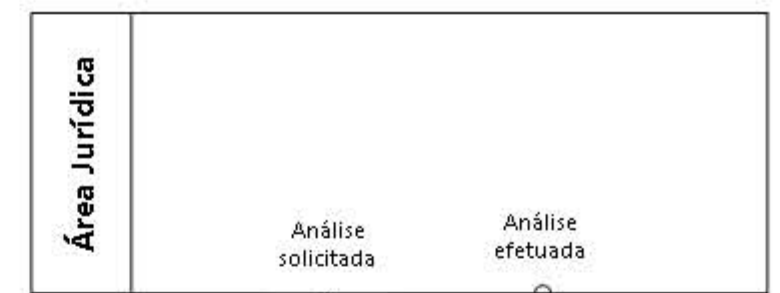 Área Jurídica
Análise
solicitada
Análise
efetuada